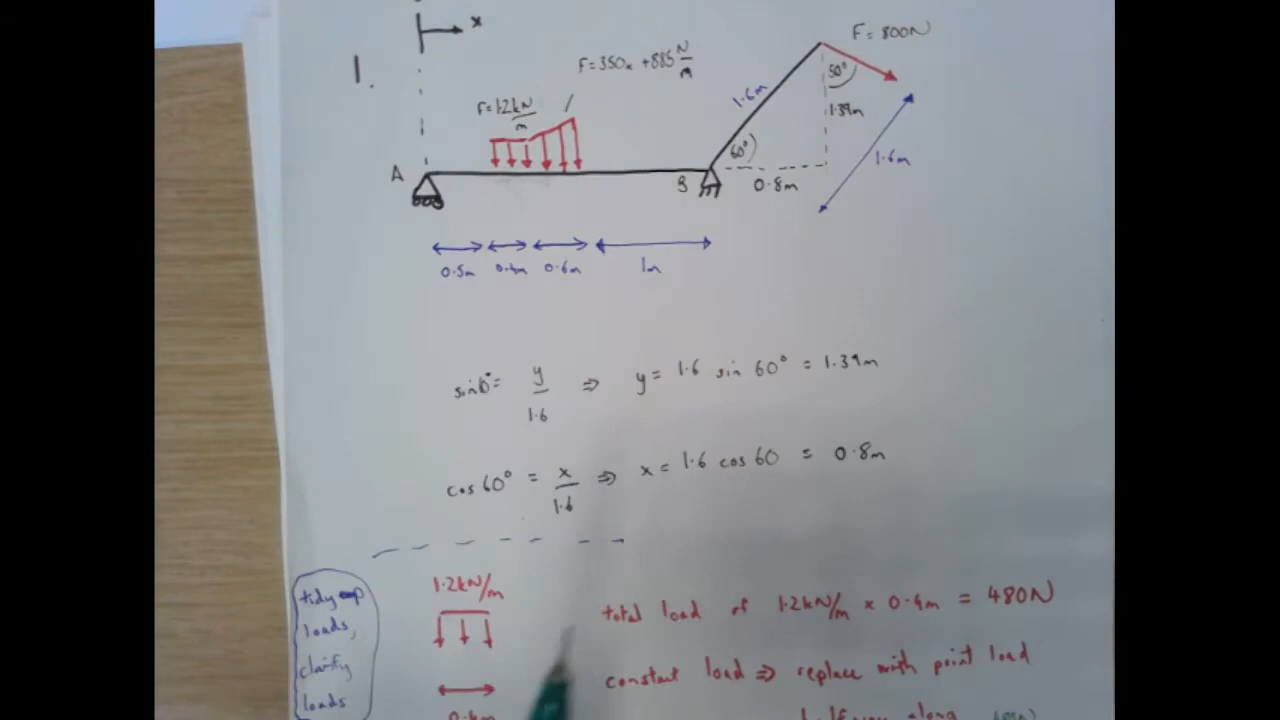 x
1.
F=350x +885 N/m
F=1.2kN/m
F=800N
50°
1.6m
1.39m
60°
1.6m
A
B
0.8m
0.5m
0.4m
0.6m
1m
= y/1.6 ⇒ y = 1.6 sin 60° = 1.39m
cos 60° = x/1.6 ⇒ x = 1.6 cos 60 = 0.8m
tidy up
loads,
clarify
loads
1.2kN/m
total load of 1.2kN/m x 0.4m = 480N
constant load ⇒ replace with point load
halfway along